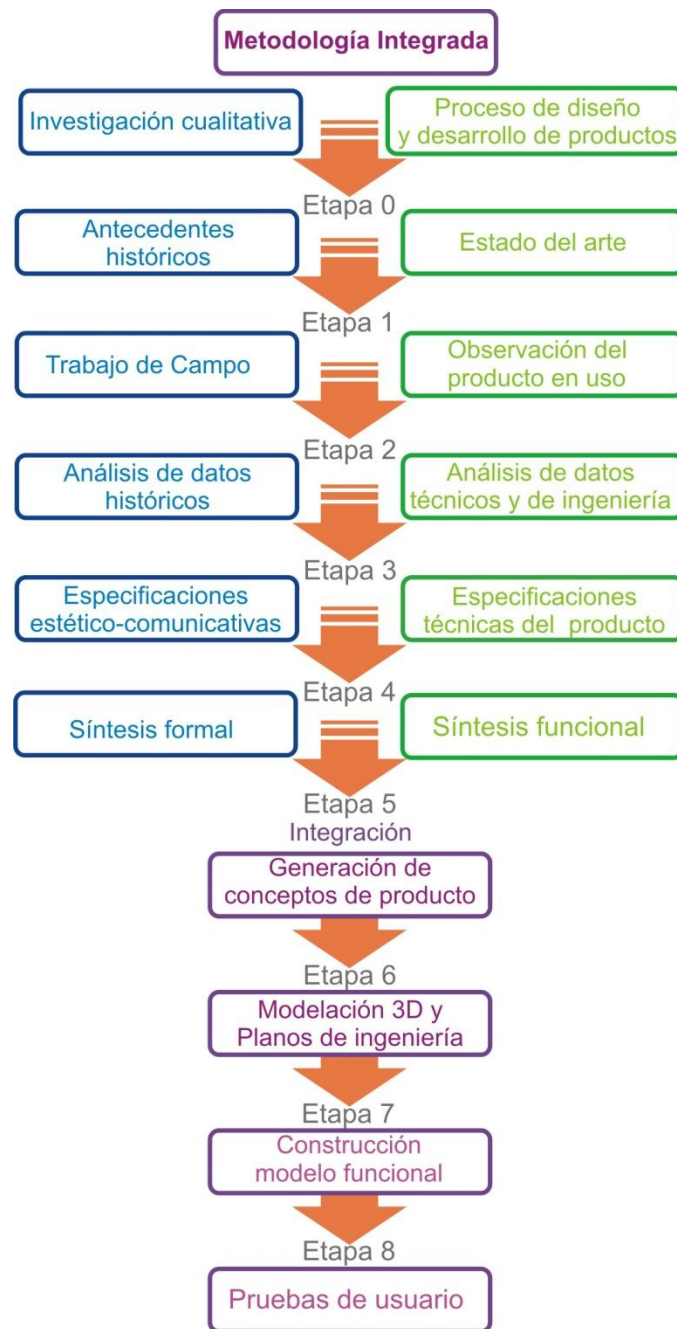 Metodología Integrada
Investigación cualitativa
Proceso de diseño
y desarrollo de productos
Etapa 0
Antecedentes
históricos
Estado del arte
Etapa 1
Trabajo de Campo
Observación del
producto en uso
Etapa 2
Análisis de datos
históricos
Análisis de datos
técnicos y de ingeniería
Etapa 3
Especificaciones
estético-comunicativas
Especificaciones
técnicas del producto
Etapa 4
Síntesis formal
Síntesis funcional
Etapa 5
Integración
Generación de
conceptos de producto
Etapa 6
Modelación 3D y
Planos de ingeniería
Etapa 7
Construcción
modelo funcional
Etapa 8
Pruebas de usuario